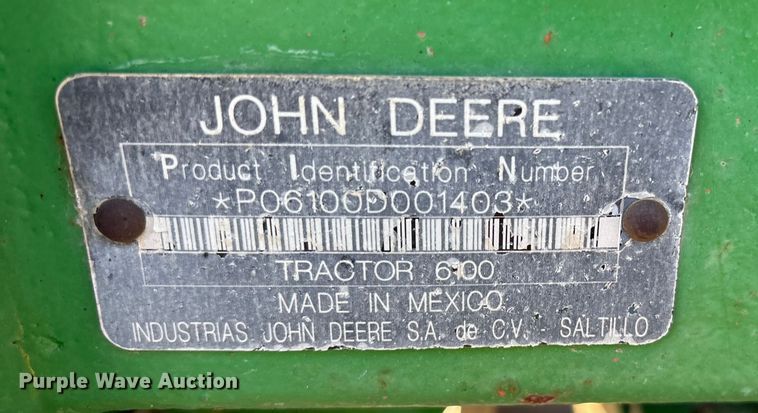 JOHN DEERE
Product Identification Number
*P06100D001403*
TRACTOR 6100
MADE IN MEXICO
INDUSTRIAS JOHN DEERE S.A. de C.V. - SALTILLO
Purple Wave Auction